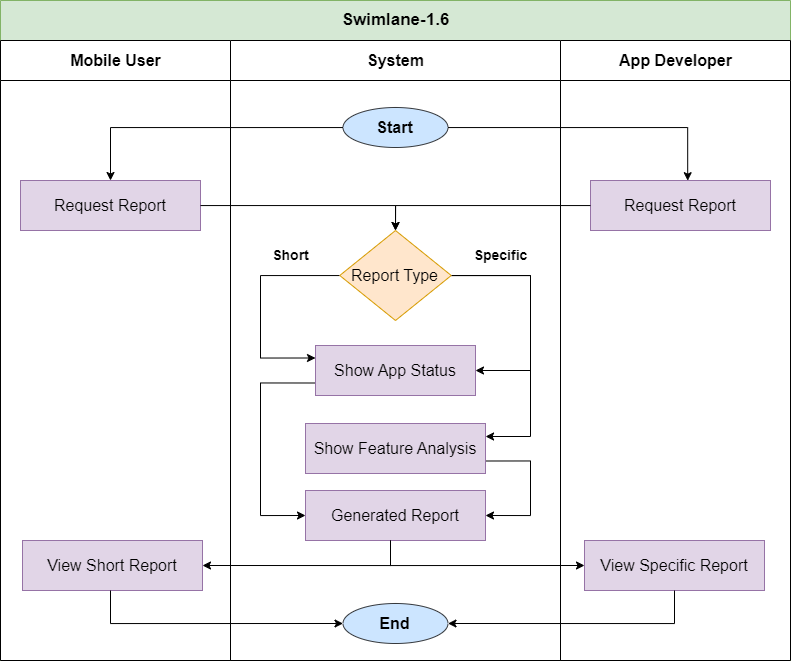 Swimlane-1.6
Mobile User
System
App Developer
Start
Request Report
Request Report
Short
Specific
Report Type
Show App Status
Show Feature Analysis
Generated Report
View Short Report
View Specific Report
End